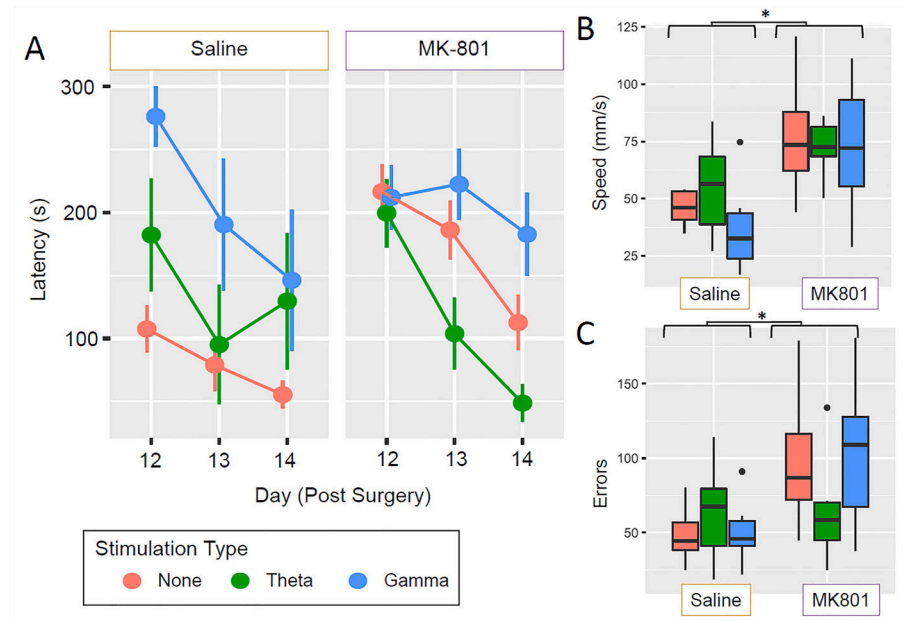 A
Saline
MK-801
Latency (s)
300
200
100
12
13
14
12
13
14
Day (Post Surgery)
Stimulation Type
None
Theta
Gamma
B
*
Speed (mm/s)
125
100
75
50
25
Saline
MK801
C
*
Errors
150
100
50
Saline
MK801